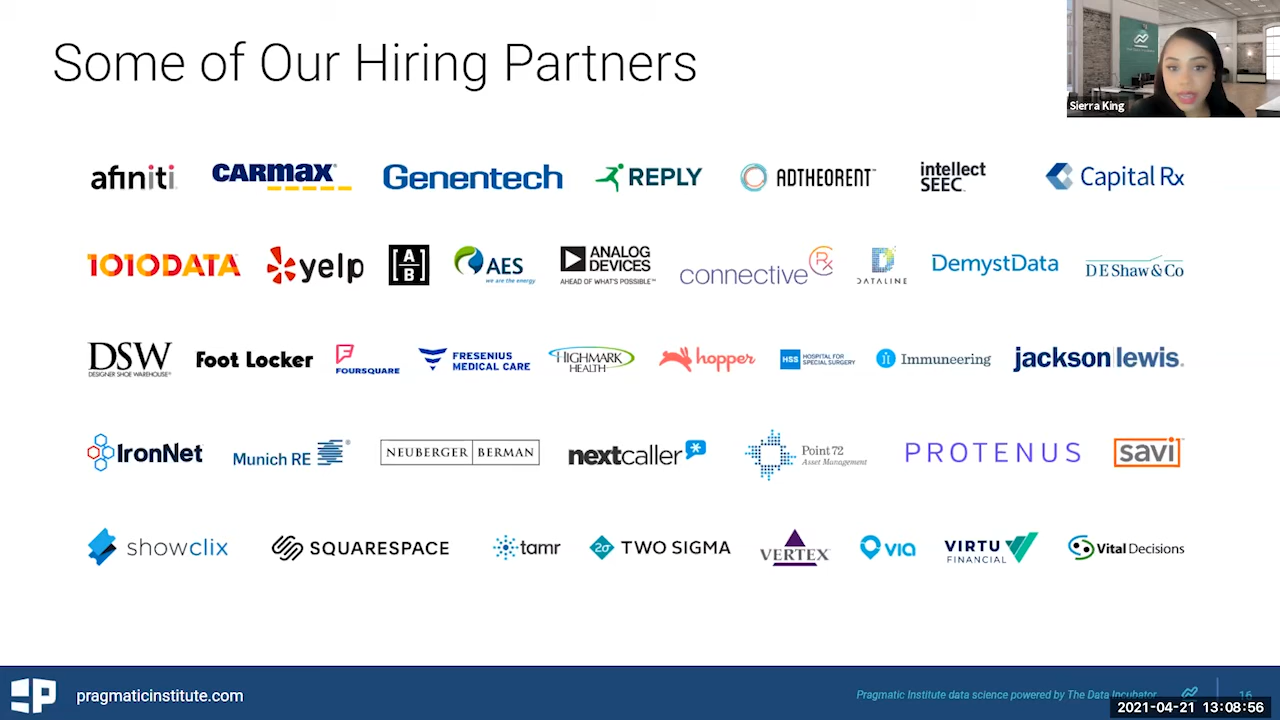 Some of Our Hiring Partners
Sierra King
afiniti
CARMAX
Genentech
REPLY
ADTHEORENT
intellect
SEEC
Capital Rx
1010DATA
yelp
[A
B]
AES
we are the energy
ANALOG
DEVICES
AHEAD OF WHAT'S POSSIBLE™
connective Rx
DATALINE
DemystData
DE Shaw & Co
DSW
DESIGNER SHOE WAREHOUSE®
Foot Locker
FOURSQUARE
FRESENIUS
MEDICAL CARE
HIGHMARK
HEALTH
hopper
HSS
HOSPITAL FOR
SPECIAL SURGERY
Immuneering
jackson lewis.
IronNet
Munich RE
NEUBERGER BERMAN
nextcaller
Point72
Asset Management
PROTENUS
savi
showclix
SQUARESPACE
tamr
2σ TWO SIGMA
VERTEX
via
VIRTU
FINANCIAL
Vital Decisions
pragmaticinstitute.com
Pragmatic Institute data science powered by The Data Incubator
16
2021-04-21 13:08:56